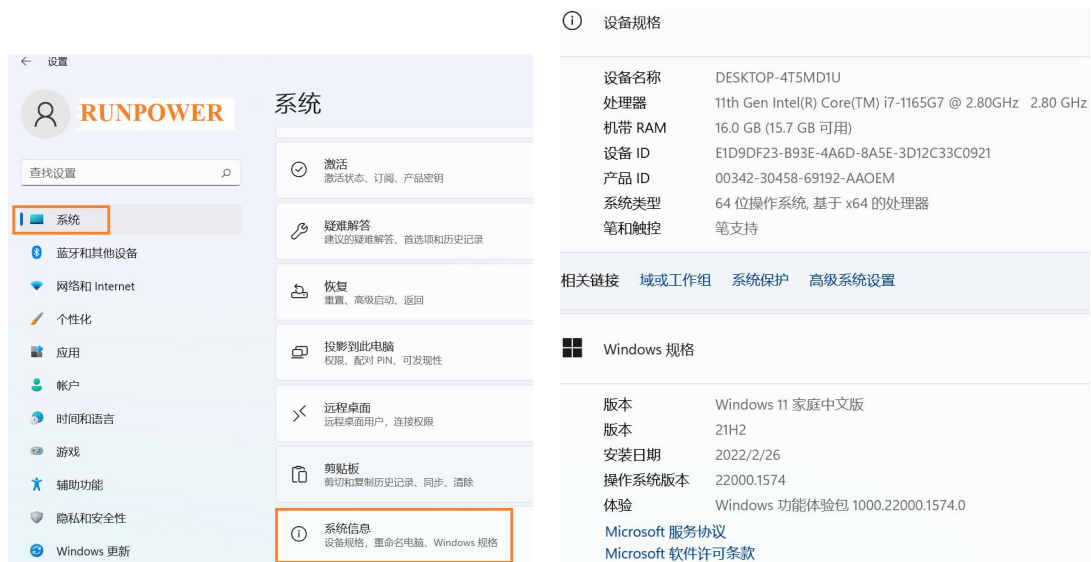 设置
RUNPOWER
查找设置
系统
蓝牙和其他设备
网络和 Internet
个性化
应用
帐户
时间和语言
游戏
辅助功能
隐私和安全性
Windows 更新
系统
激活
激活状态、订阅、产品密钥
疑难解答
建议的疑难解答、首选项和历史记录
恢复
重置、高级启动、返回
投影到此电脑
权限、配对 PIN、可发现性
远程桌面
远程桌面用户，连接权限
剪贴板
剪切和复制历史记录、同步、清除
系统信息
设备规格，重命名电脑、Windows 规格
设备规格
设备名称 DESKTOP-4T5MD1U
处理器 11th Gen Intel(R) Core(TM) i7-1165G7 @ 2.80GHz 2.80 GHz
机带 RAM 16.0 GB (15.7 GB 可用)
设备 ID E1D9DF23-B93E-4A6D-8A5E-3D12C33C0921
产品 ID 00342-30458-69192-AAOEM
系统类型 64 位操作系统, 基于 x64 的处理器
笔和触控 笔支持
相关链接 域或工作组 系统保护 高级系统设置
Windows 规格
版本 Windows 11 家庭中文版
版本 21H2
安装日期 2022/2/26
操作系统版本 22000.1574
体验 Windows 功能体验包 1000.22000.1574.0
Microsoft 服务协议
Microsoft 软件许可条款